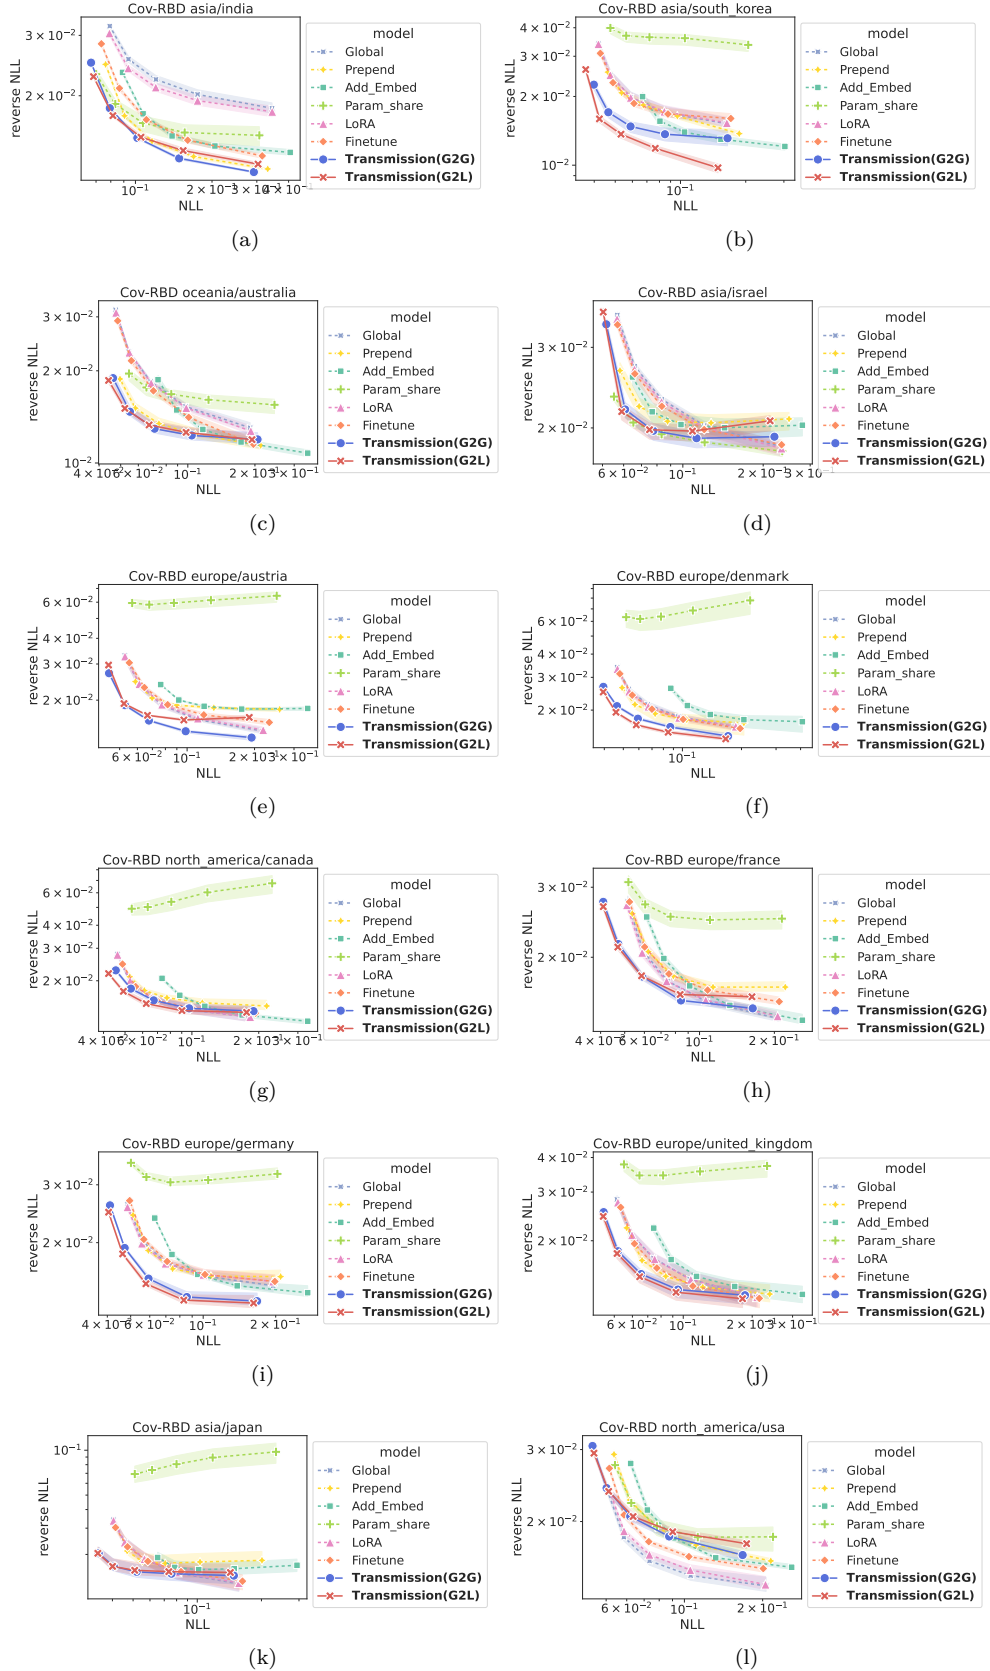 Cov-RBD asia/india
reverse NLL
3 × 10⁻²
2 × 10⁻²
10⁻¹
2 × 10⁻¹
NLL
model
Global
Prepend
Add_Embed
Param_share
LoRA
Finetune
Transmission(G2G)
Transmission(G2L)
(a)
Cov-RBD asia/south_korea
reverse NLL
4 × 10⁻²
3 × 10⁻²
2 × 10⁻²
10⁻²
10⁻¹
NLL
model
Global
Prepend
Add_Embed
Param_share
LoRA
Finetune
Transmission(G2G)
Transmission(G2L)
(b)
Cov-RBD oceania/australia
reverse NLL
3 × 10⁻²
2 × 10⁻²
10⁻²
10⁻¹
NLL
model
Global
Prepend
Add_Embed
Param_share
LoRA
Finetune
Transmission(G2G)
Transmission(G2L)
(c)
Cov-RBD asia/israel
reverse NLL
3 × 10⁻²
2 × 10⁻²
6 × 10⁻²
10⁻¹
2 × 10⁻¹
NLL
model
Global
Prepend
Add_Embed
Param_share
LoRA
Finetune
Transmission(G2G)
Transmission(G2L)
(d)
Cov-RBD europe/austria
reverse NLL
6 × 10⁻²
4 × 10⁻²
3 × 10⁻²
2 × 10⁻²
6 × 10⁻²
10⁻¹
NLL
model
Global
Prepend
Add_Embed
Param_share
LoRA
Finetune
Transmission(G2G)
Transmission(G2L)
(e)
Cov-RBD europe/denmark
reverse NLL
6 × 10⁻²
4 × 10⁻²
3 × 10⁻²
2 × 10⁻²
10⁻¹
NLL
model
Global
Prepend
Add_Embed
Param_share
LoRA
Finetune
Transmission(G2G)
Transmission(G2L)
(f)
Cov-RBD north_america/canada
reverse NLL
6 × 10⁻²
4 × 10⁻²
3 × 10⁻²
2 × 10⁻²
10⁻¹
NLL
model
Global
Prepend
Add_Embed
Param_share
LoRA
Finetune
Transmission(G2G)
Transmission(G2L)
(g)
Cov-RBD europe/france
reverse NLL
3 × 10⁻²
2 × 10⁻²
10⁻¹
2 × 10⁻¹
NLL
model
Global
Prepend
Add_Embed
Param_share
LoRA
Finetune
Transmission(G2G)
Transmission(G2L)
(h)
Cov-RBD europe/germany
reverse NLL
3 × 10⁻²
2 × 10⁻²
10⁻¹
2 × 10⁻¹
NLL
model
Global
Prepend
Add_Embed
Param_share
LoRA
Finetune
Transmission(G2G)
Transmission(G2L)
(i)
Cov-RBD europe/united_kingdom
reverse NLL
4 × 10⁻²
3 × 10⁻²
2 × 10⁻²
6 × 10⁻²
10⁻¹
NLL
model
Global
Prepend
Add_Embed
Param_share
LoRA
Finetune
Transmission(G2G)
Transmission(G2L)
(j)
Cov-RBD asia/japan
reverse NLL
10⁻¹
10⁻¹
NLL
model
Global
Prepend
Add_Embed
Param_share
LoRA
Finetune
Transmission(G2G)
Transmission(G2L)
(k)
Cov-RBD north_america/usa
reverse NLL
3 × 10⁻²
2 × 10⁻²
6 × 10⁻²
10⁻¹
2 × 10⁻¹
NLL
model
Global
Prepend
Add_Embed
Param_share
LoRA
Finetune
Transmission(G2G)
Transmission(G2L)
(l)